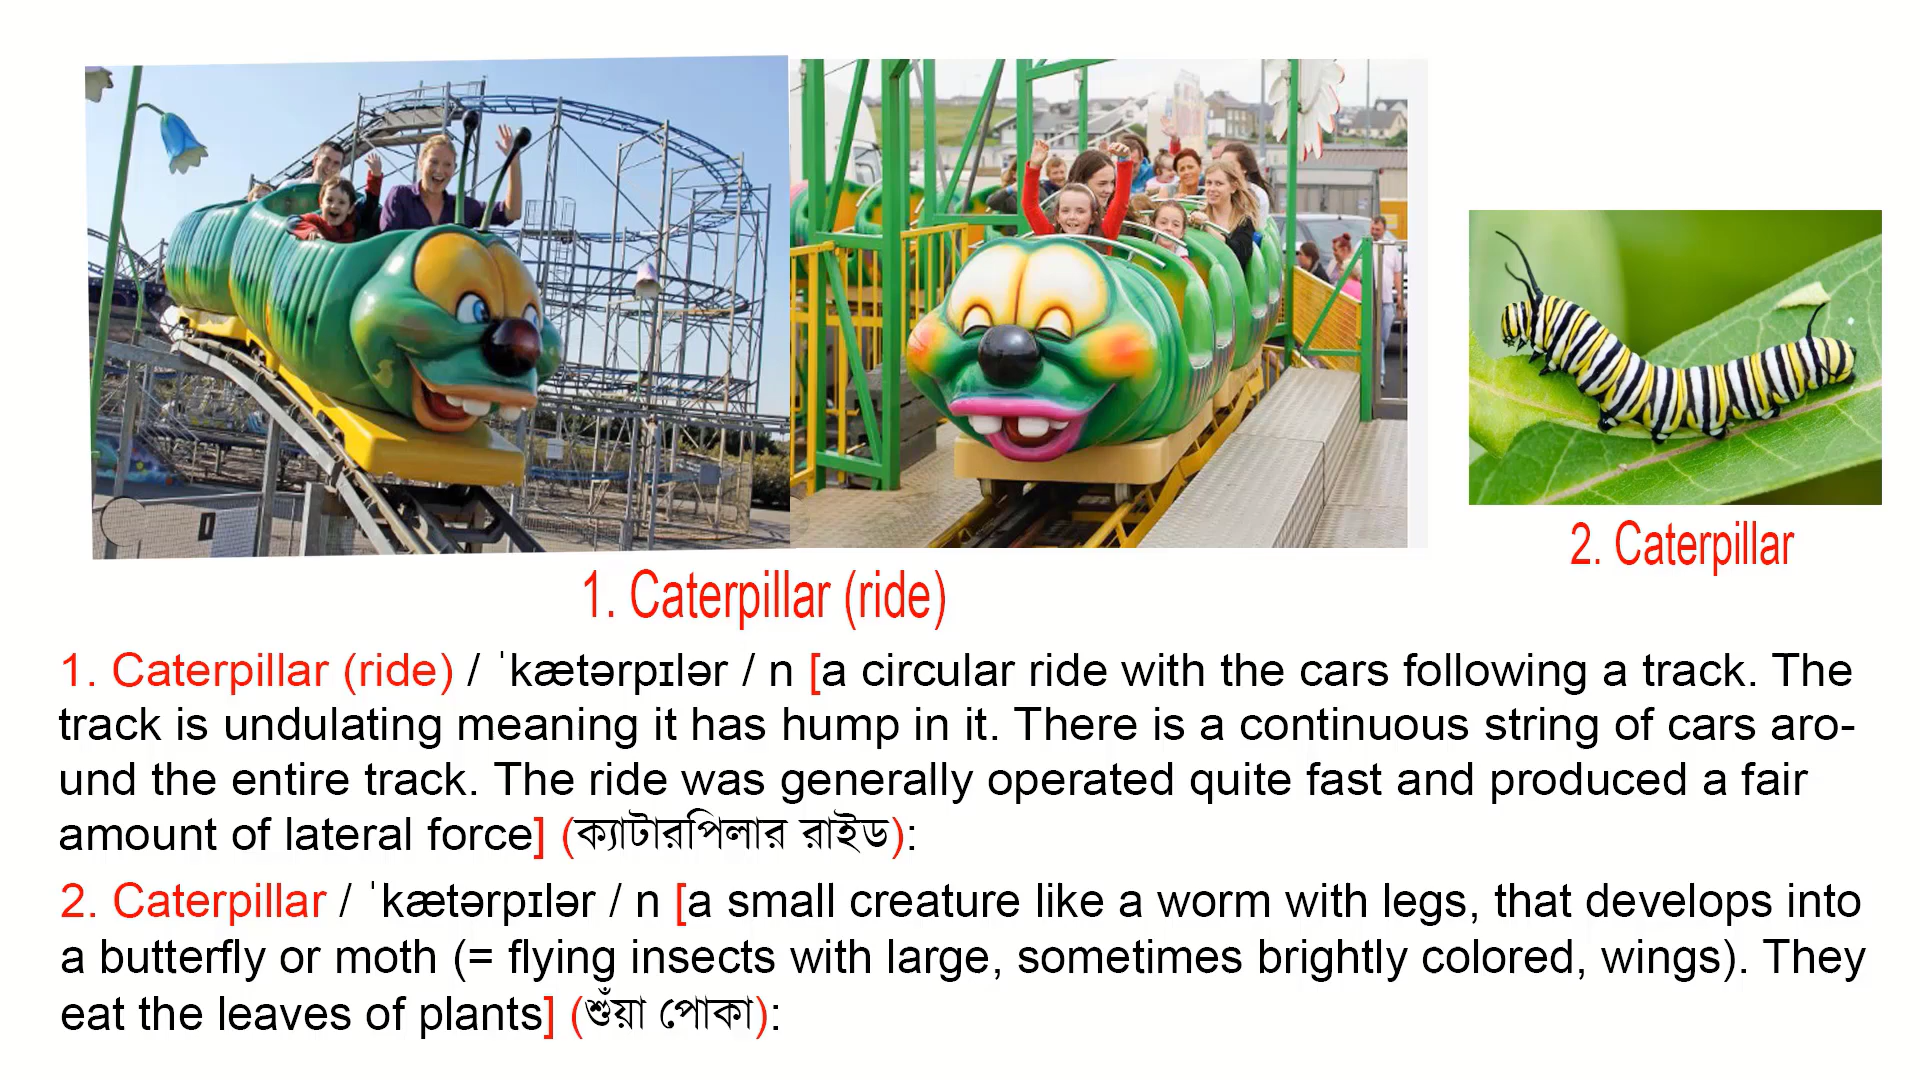 2. Caterpillar
1. Caterpillar (ride)
1. Caterpillar (ride) / ˈkætərpɪlər / n [a circular ride with the cars following a track. The
track is undulating meaning it has hump in it. There is a continuous string of cars aro-
und the entire track. The ride was generally operated quite fast and produced a fair
amount of lateral force] (ক্যাটারপিলার রাইড):
2. Caterpillar / ˈkætərpɪlər / n [a small creature like a worm with legs, that develops into
a butterfly or moth (= flying insects with large, sometimes brightly colored, wings). They
eat the leaves of plants] (শুঁয়া পোকা):